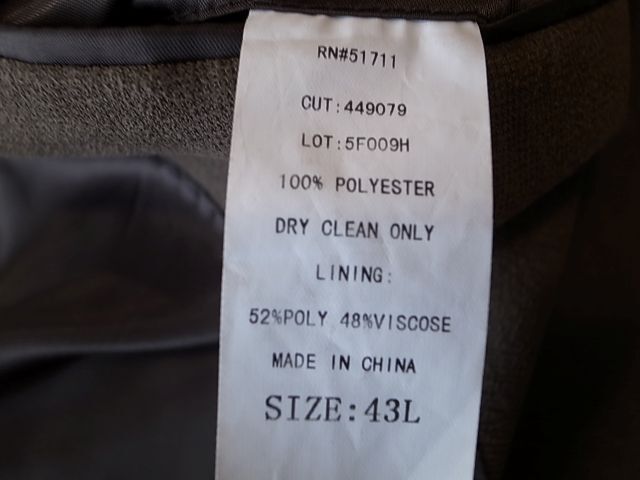 RN#51711
CUT:449079
LOT:5F009H
100% POLYESTER
DRY CLEAN ONLY
LINING:
52%POLY 48%VISCOSE
MADE IN CHINA
SIZE:43L